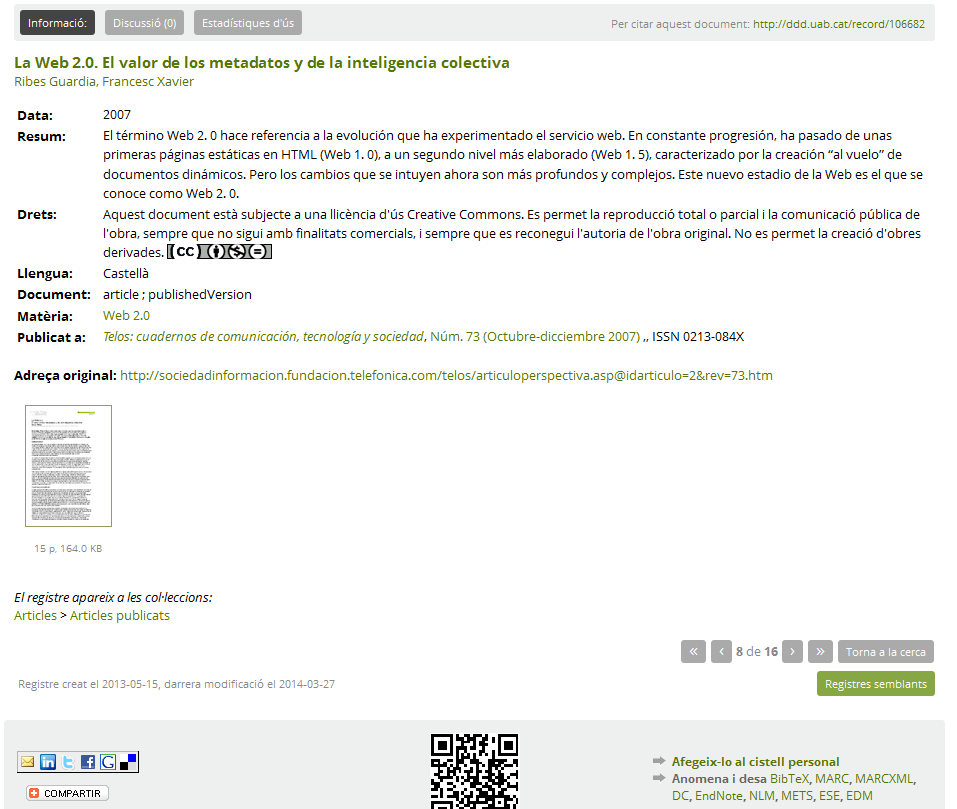 Informació:
Discussió (0)
Estadístiques d'ús
Per citar aquest document: http://ddd.uab.cat/record/106682
La Web 2.0. El valor de los metadatos y de la inteligencia colectiva
Ribes Guardia, Francesc Xavier
Data: 2007
Resum: El término Web 2. 0 hace referencia a la evolución que ha experimentado el servicio web. En constante progresión, ha pasado de unas
primeras páginas estáticas en HTML (Web 1. 0), a un segundo nivel más elaborado (Web 1. 5), caracterizado por la creación “al vuelo” de
documentos dinámicos. Pero los cambios que se intuyen ahora son más profundos y complejos. Este nuevo estadio de la Web es el que se
conoce como Web 2. 0.
Drets: Aquest document està subjecte a una llicència d'ús Creative Commons. Es permet la reproducció total o parcial i la comunicació pública de
l'obra, sempre que no sigui amb finalitats comercials, i sempre que es reconegui l'autoria de l'obra original. No es permet la creació d'obres
derivades. CC
Llengua: Castellà
Document: article ; publishedVersion
Matèria: Web 2.0
Publicat a: Telos: cuadernos de comunicación, tecnología y sociedad, Núm. 73 (Octubre-dicciembre 2007) ,, ISSN 0213-084X
Adreça original: http://sociedadinformacion.fundacion.telefonica.com/telos/articuloperspectiva.asp@idarticulo=2&rev=73.htm
15 p, 164.0 KB
El registre apareix a les col·leccions:
Articles > Articles publicats
« ‹ 8 de 16 › » Torna a la cerca
Registre creat el 2013-05-15, darrera modificació el 2014-03-27
Registres semblants
COMPARTIR
Afegeix-lo al cistell personal
Anomena i desa BibTeX, MARC, MARCXML,
DC, EndNote, NLM, METS, ESE, EDM